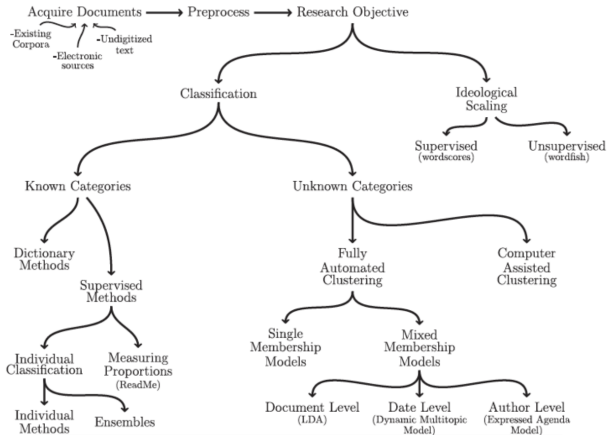 Acquire Documents
Preprocess
Research Objective
-Existing
Corpora
-Electronic
sources
-Undigitized
text
Classification
Ideological
Scaling
Supervised
(wordscores)
Unsupervised
(wordfish)
Known Categories
Unknown Categories
Dictionary
Methods
Supervised
Methods
Fully
Automated
Clustering
Computer
Assisted
Clustering
Individual
Classification
Measuring
Proportions
(ReadMe)
Single
Membership
Models
Mixed
Membership
Models
Individual
Methods
Ensembles
Document Level
(LDA)
Date Level
(Dynamic Multitopic
Model)
Author Level
(Expressed Agenda
Model)